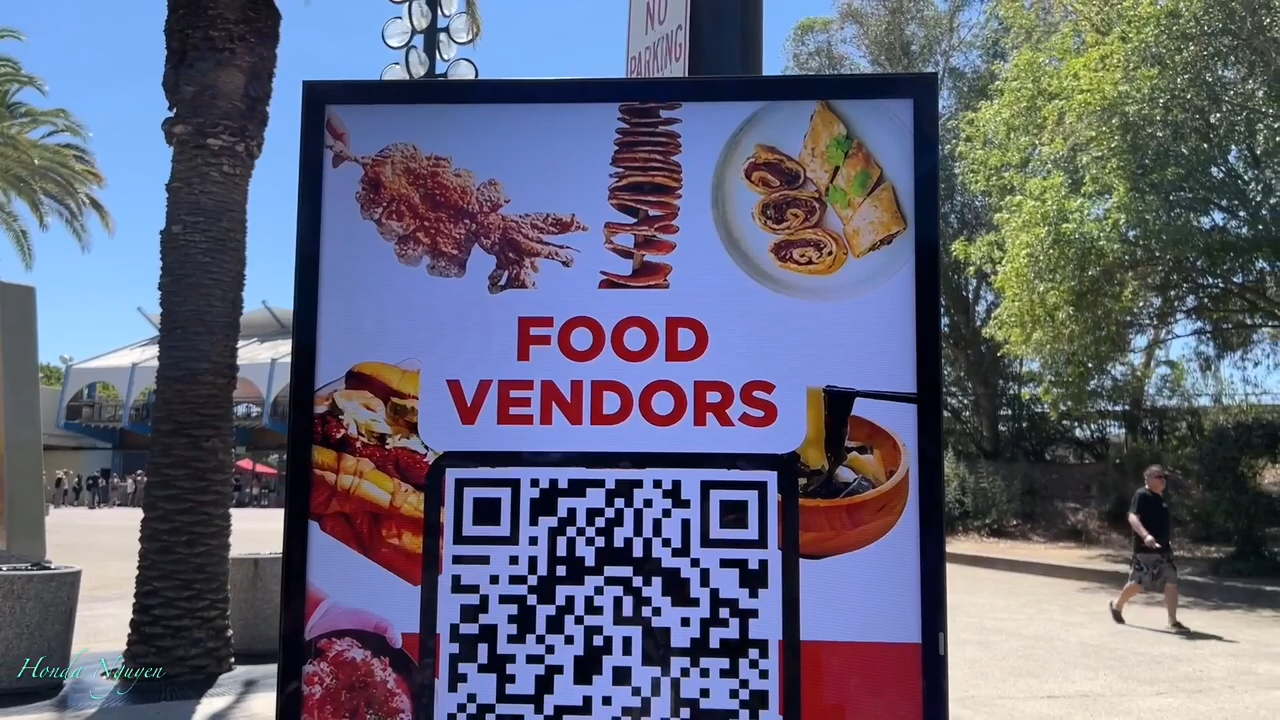 NO
PARKING
FOOD
VENDORS
Honda Nguyen